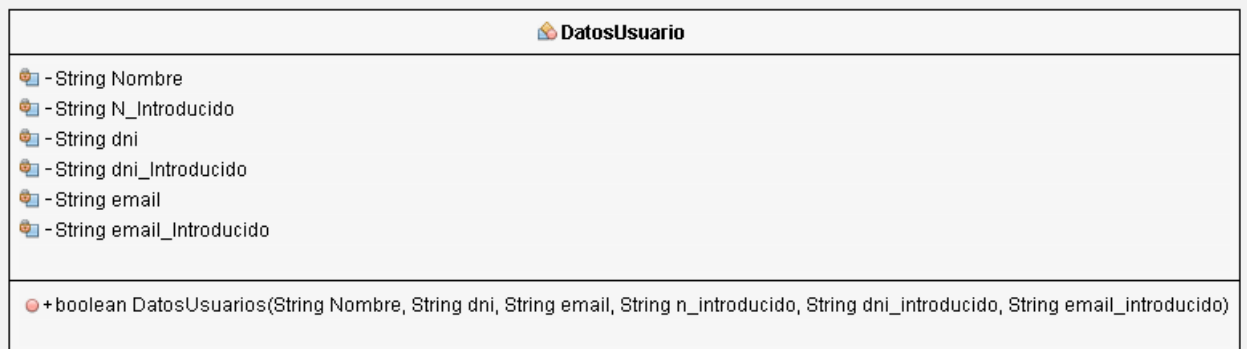 DatosUsuario
-String Nombre
-String N_Introducido
-String dni
-String dni_Introducido
-String email
-String email_Introducido
+boolean DatosUsuarios(String Nombre, String dni, String email, String n_introducido, String dni_introducido, String email_introducido)